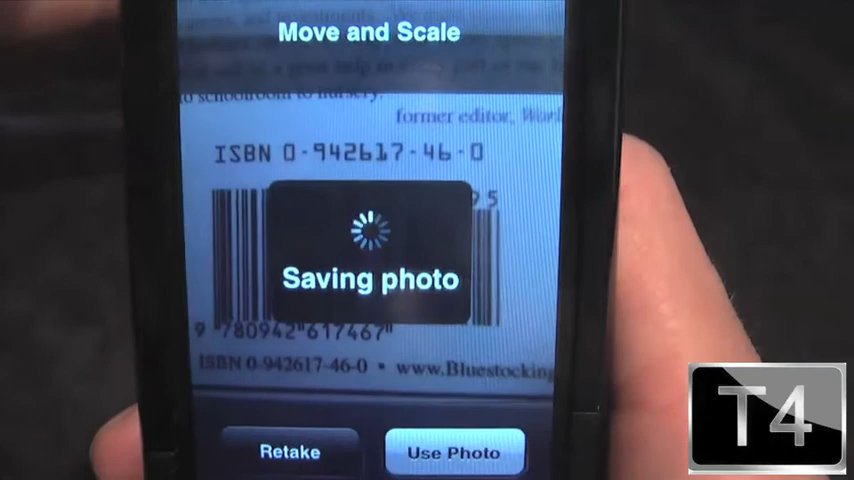 Move and Scale
to schoolroom to nursery.
former editor,
ISBN 0-942617-46-0
95
Saving photo
9 780942 617467
ISBN 0-942617-46-0 • www.Bluestocking
Retake Use Photo
T4